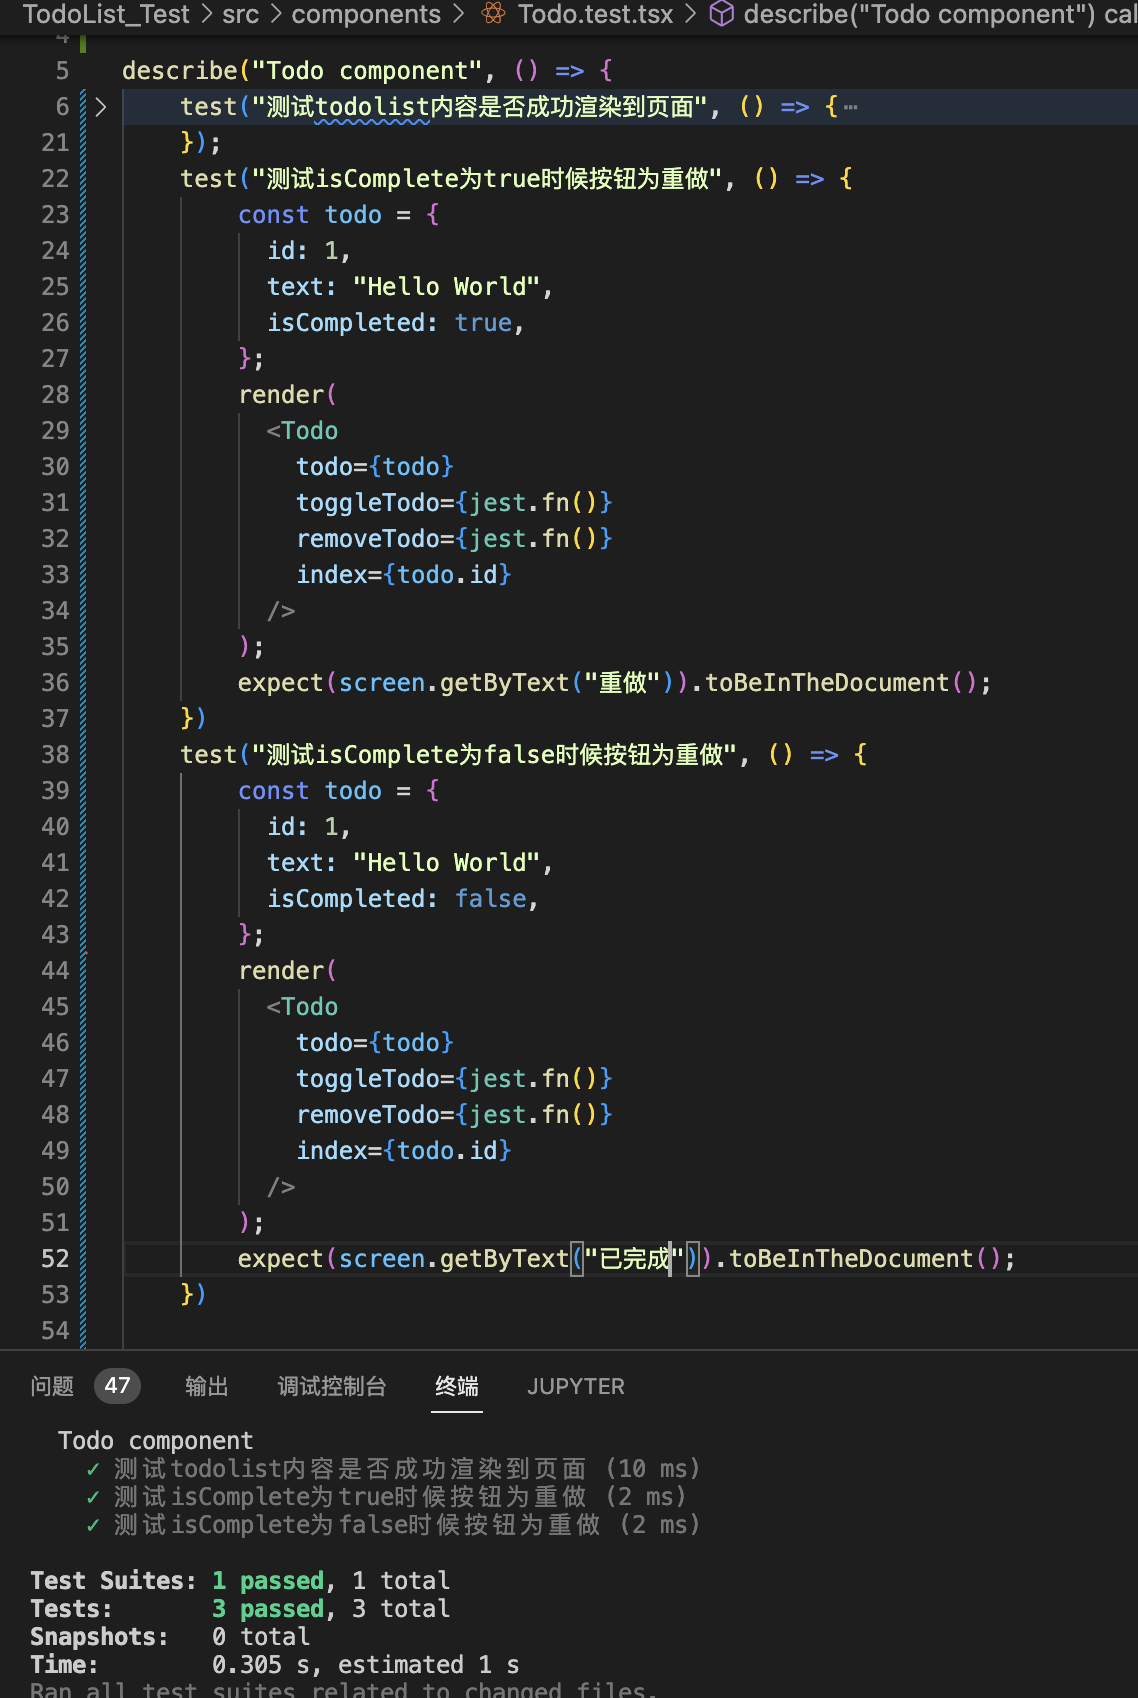 TodoList_Test > src > components > Todo.test.tsx > describe("Todo component") cal
4
5 describe("Todo component", () => {
6 test("测试todolist内容是否成功渲染到页面", () => {…
21 });
22 test("测试isComplete为true时候按钮为重做", () => {
23 const todo = {
24 id: 1,
25 text: "Hello World",
26 isCompleted: true,
27 };
28 render(
29 <Todo
30 todo={todo}
31 toggleTodo={jest.fn()}
32 removeTodo={jest.fn()}
33 index={todo.id}
34 />
35 );
36 expect(screen.getByText("重做")).toBeInTheDocument();
37 })
38 test("测试isComplete为false时候按钮为重做", () => {
39 const todo = {
40 id: 1,
41 text: "Hello World",
42 isCompleted: false,
43 };
44 render(
45 <Todo
46 todo={todo}
47 toggleTodo={jest.fn()}
48 removeTodo={jest.fn()}
49 index={todo.id}
50 />
51 );
52 expect(screen.getByText("已完成")).toBeInTheDocument();
53 })
54
问题 47 输出 调试控制台 终端 JUPYTER
Todo component
✓ 测试todolist内容是否成功渲染到页面 (10 ms)
✓ 测试isComplete为true时候按钮为重做 (2 ms)
✓ 测试isComplete为false时候按钮为重做 (2 ms)
Test Suites: 1 passed, 1 total
Tests: 3 passed, 3 total
Snapshots: 0 total
Time: 0.305 s, estimated 1 s
Ran all test suites related to changed files.